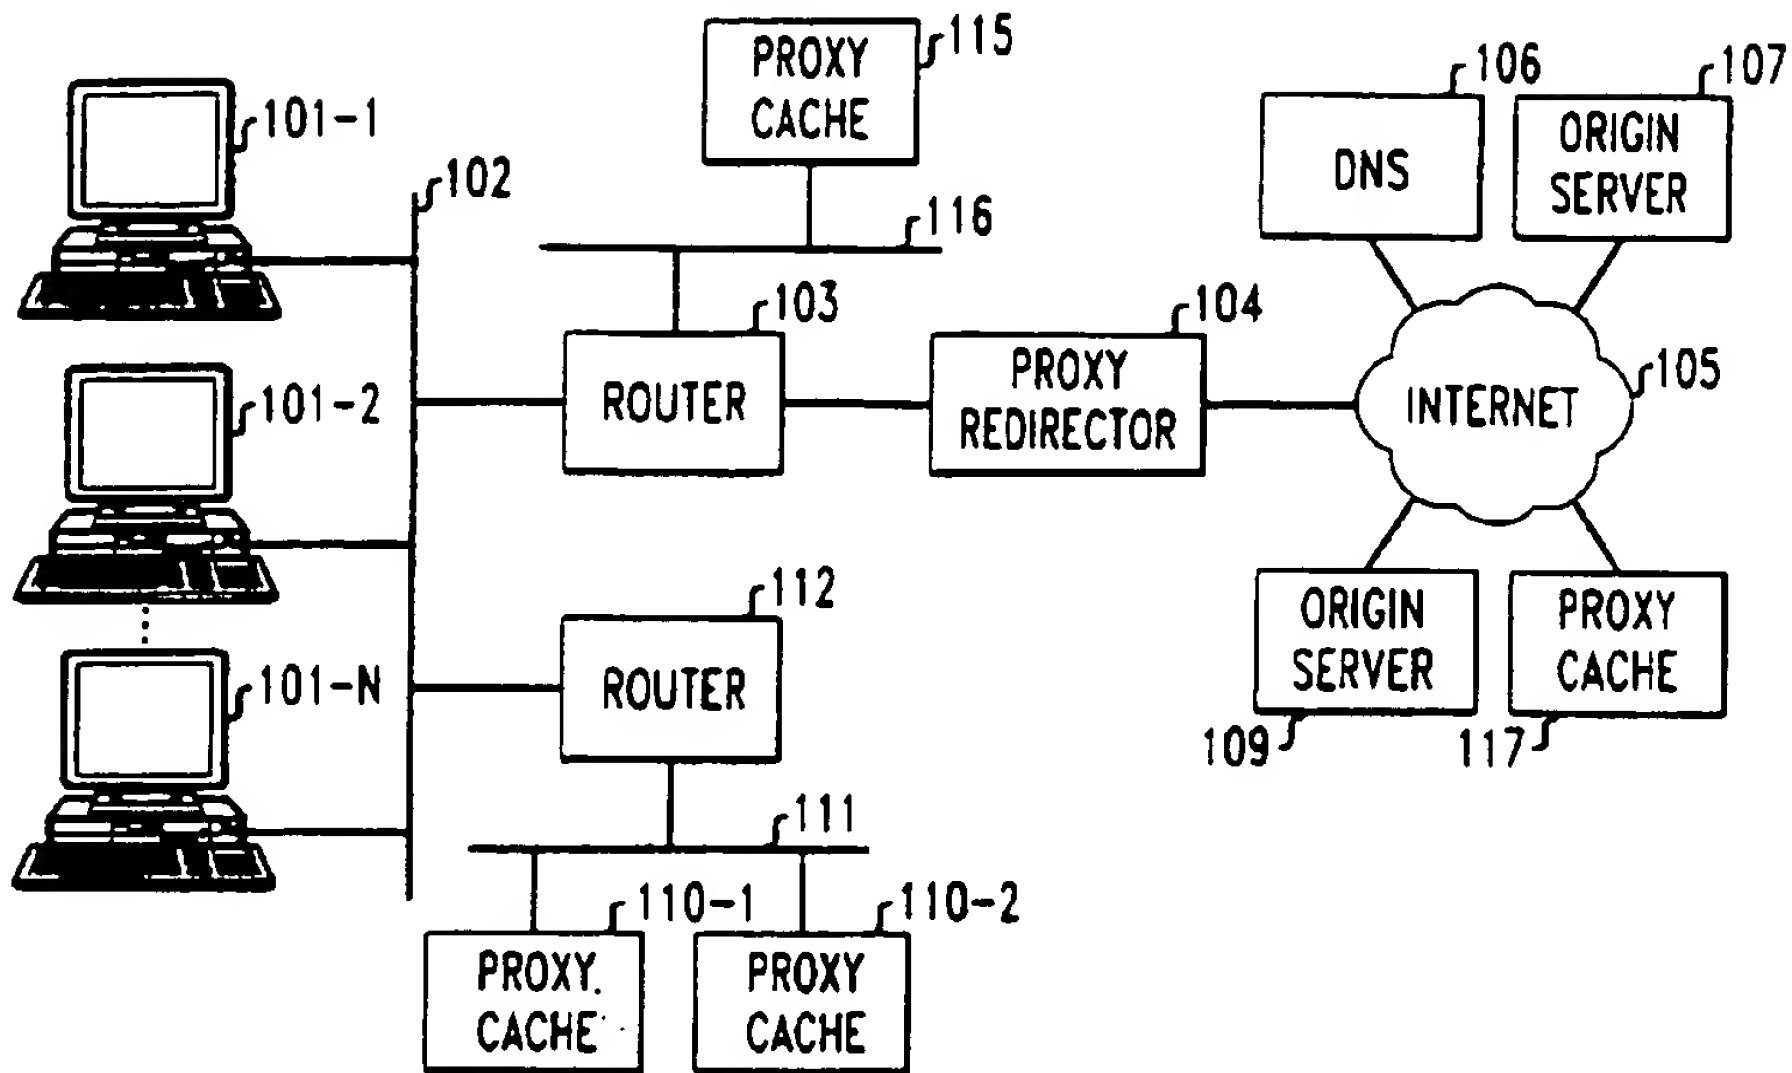 PROXY
CACHE
115
101-1
102
116
106
DNS
107
ORIGIN
SERVER
103
ROUTER
104
PROXY
REDIRECTOR
INTERNET
105
101-2
112
ROUTER
101-N
ORIGIN
SERVER
109
PROXY
CACHE
117
111
110-1
PROXY
CACHE
110-2
PROXY
CACHE